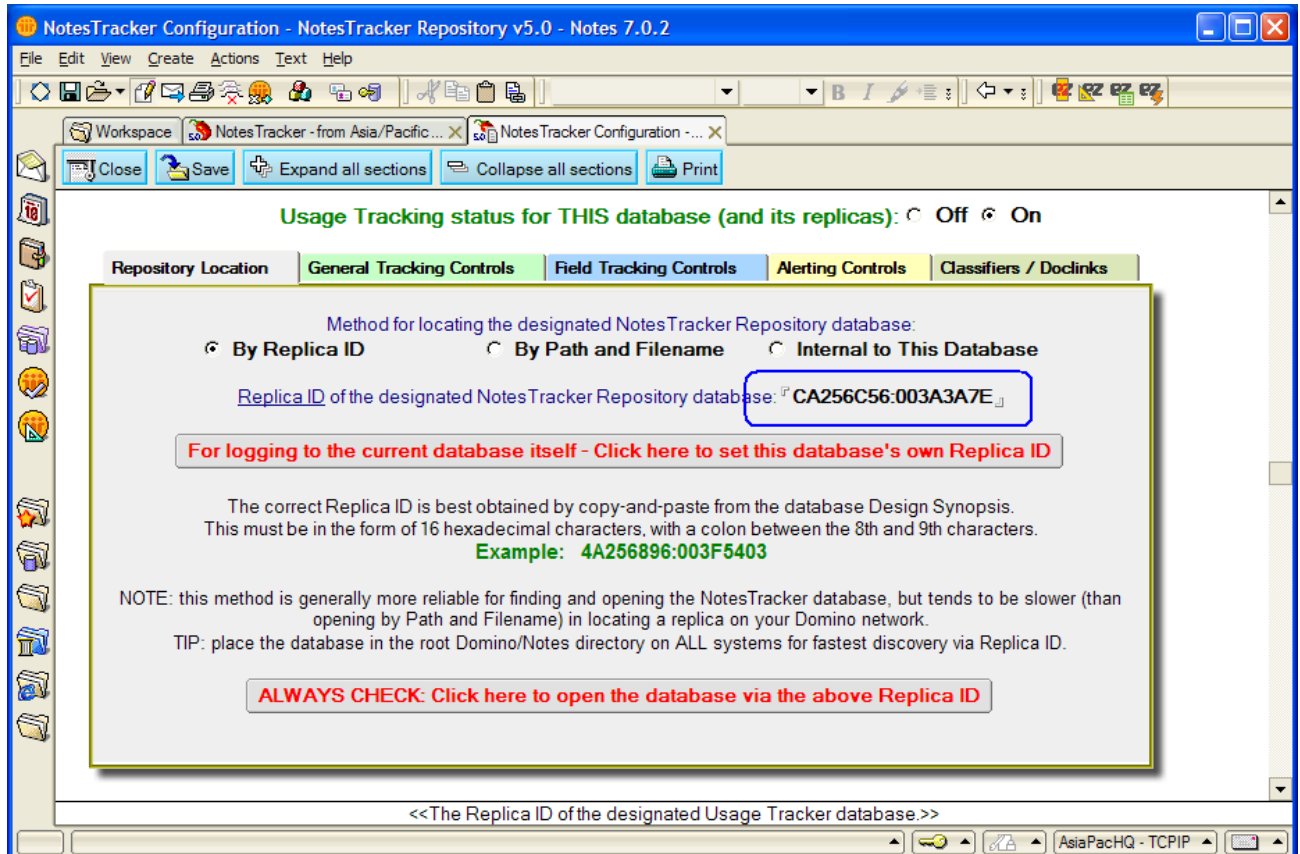 NotesTracker Configuration - NotesTracker Repository v5.0 - Notes 7.0.2
File Edit View Create Actions Text Help
B I
Workspace NotesTracker - from Asia/Pacific ... NotesTracker Configuration -...
Close Save Expand all sections Collapse all sections Print
Usage Tracking status for THIS database (and its replicas): Off On
Repository Location General Tracking Controls Field Tracking Controls Alerting Controls Classifiers / Doclinks
Method for locating the designated NotesTracker Repository database:
By Replica ID By Path and Filename Internal to This Database
Replica ID of the designated NotesTracker Repository database: CA256C56:003A3A7E
For logging to the current database itself - Click here to set this database's own Replica ID
The correct Replica ID is best obtained by copy-and-paste from the database Design Synopsis.
This must be in the form of 16 hexadecimal characters, with a colon between the 8th and 9th characters.
Example: 4A256896:003F5403
NOTE: this method is generally more reliable for finding and opening the NotesTracker database, but tends to be slower (than
opening by Path and Filename) in locating a replica on your Domino network.
TIP: place the database in the root Domino/Notes directory on ALL systems for fastest discovery via Replica ID.
ALWAYS CHECK: Click here to open the database via the above Replica ID
<<The Replica ID of the designated Usage Tracker database.>>
AsiaPacHQ - TCPIP